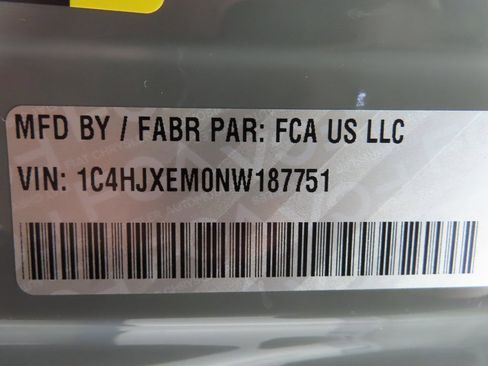 MFD BY / FABR PAR: FCA US LLC
VIN: 1C4HJXEM0NW187751